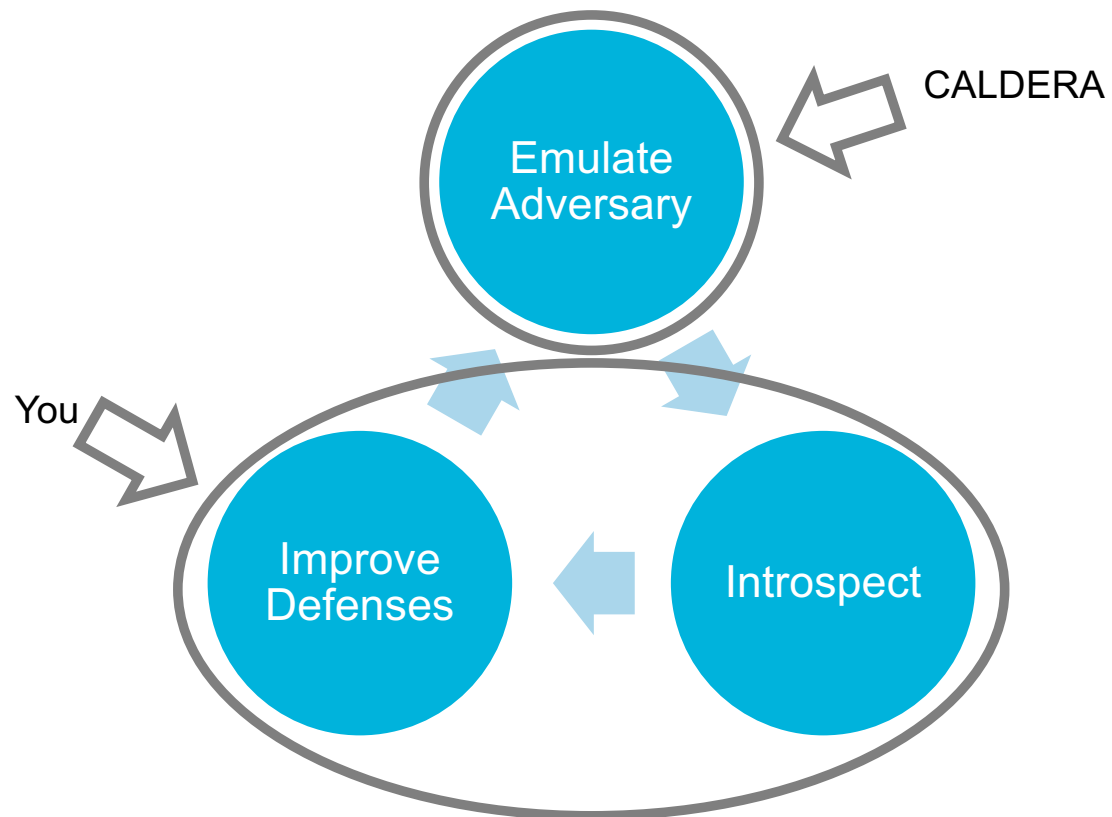 CALDERA
Emulate
Adversary
You
Improve
Defenses
Introspect